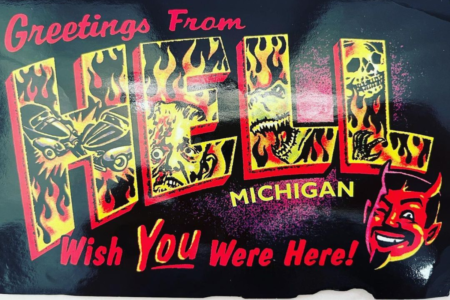 Greetings From
HELL
MICHIGAN
Wish YOU Were Here!